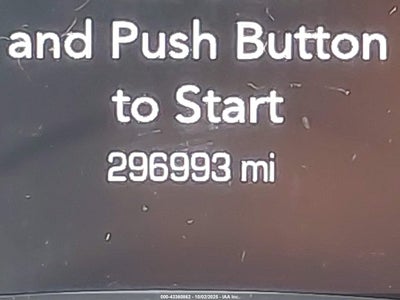 and Push Button
to Start
296993 mi